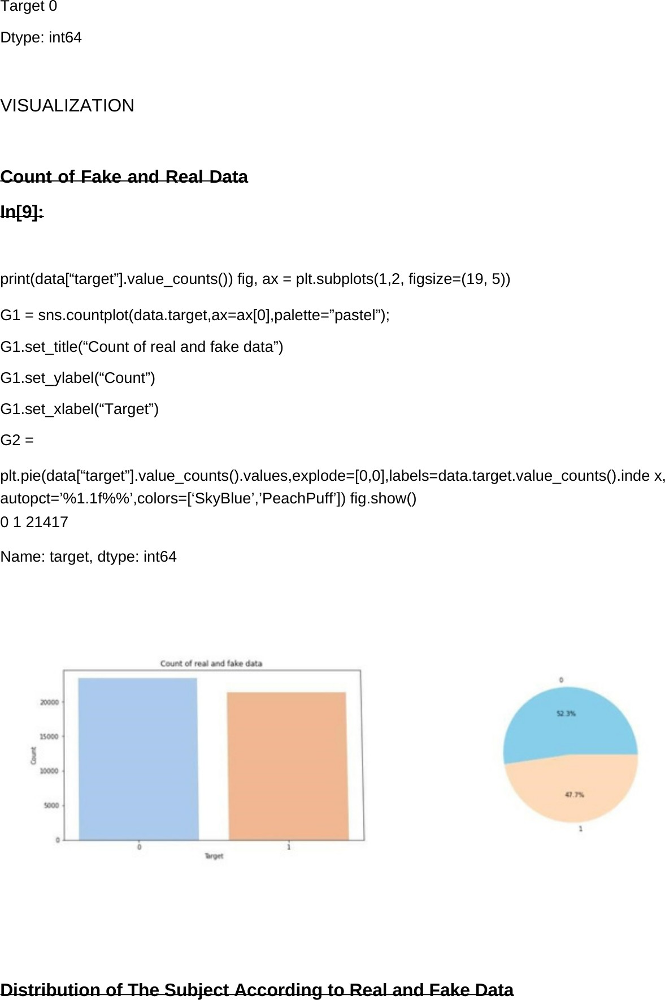 Target 0
Dtype: int64
VISUALIZATION
Count of Fake and Real Data
In[9]:
print(data[“target”].value_counts()) fig, ax = plt.subplots(1,2, figsize=(19, 5))
G1 = sns.countplot(data.target,ax=ax[0],palette=”pastel”);
G1.set_title(“Count of real and fake data”)
G1.set_ylabel(“Count”)
G1.set_xlabel(“Target”)
G2 =
plt.pie(data[“target”].value_counts().values,explode=[0,0],labels=data.target.value_counts().inde x,
autopct=’%1.1f%%’,colors=[‘SkyBlue’,’PeachPuff’]) fig.show()
0 1 21417
Name: target, dtype: int64
Count of real and fake data
20000
15000
10000
5000
0
Count
0
1
Target
0
52.3%
47.7%
1
Distribution of The Subject According to Real and Fake Data